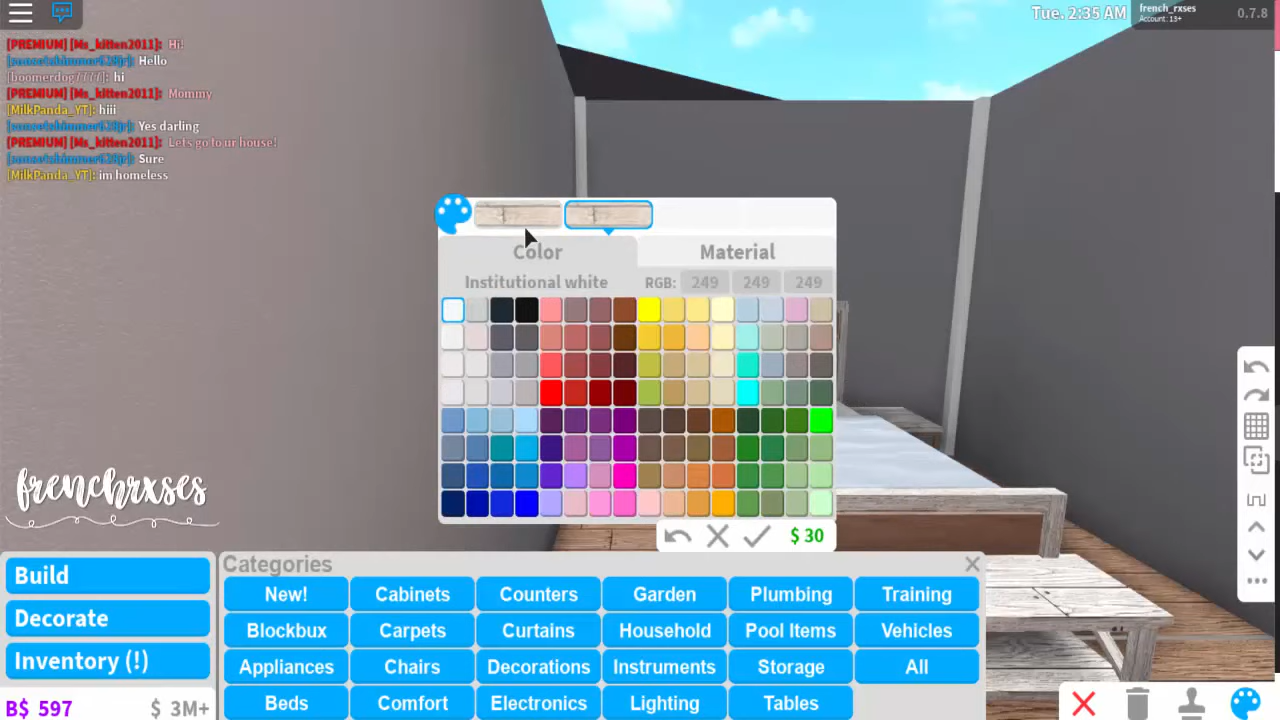 Tue. 2:35 AM
french_rxses
Account: 13+
0.7.8
[PREMIUM] [Ms_kitten2011]: Hi!
Hello
hi
[PREMIUM] [Ms_kitten2011]: Mommy
[MilkPanda_YT]: hiii
Yes darling
[PREMIUM] [Ms_kitten2011]: Lets go to ur house!
Sure
[MilkPanda_YT]: im homeless
Color
Material
Institutional white
RGB: 249 249 249
$ 30
frenchrxses
Build
Decorate
Inventory (!)
B$ 597
$ 3M+
Categories
New!
Cabinets
Counters
Garden
Plumbing
Training
Blockbux
Carpets
Curtains
Household
Pool Items
Vehicles
Appliances
Chairs
Decorations
Instruments
Storage
All
Beds
Comfort
Electronics
Lighting
Tables